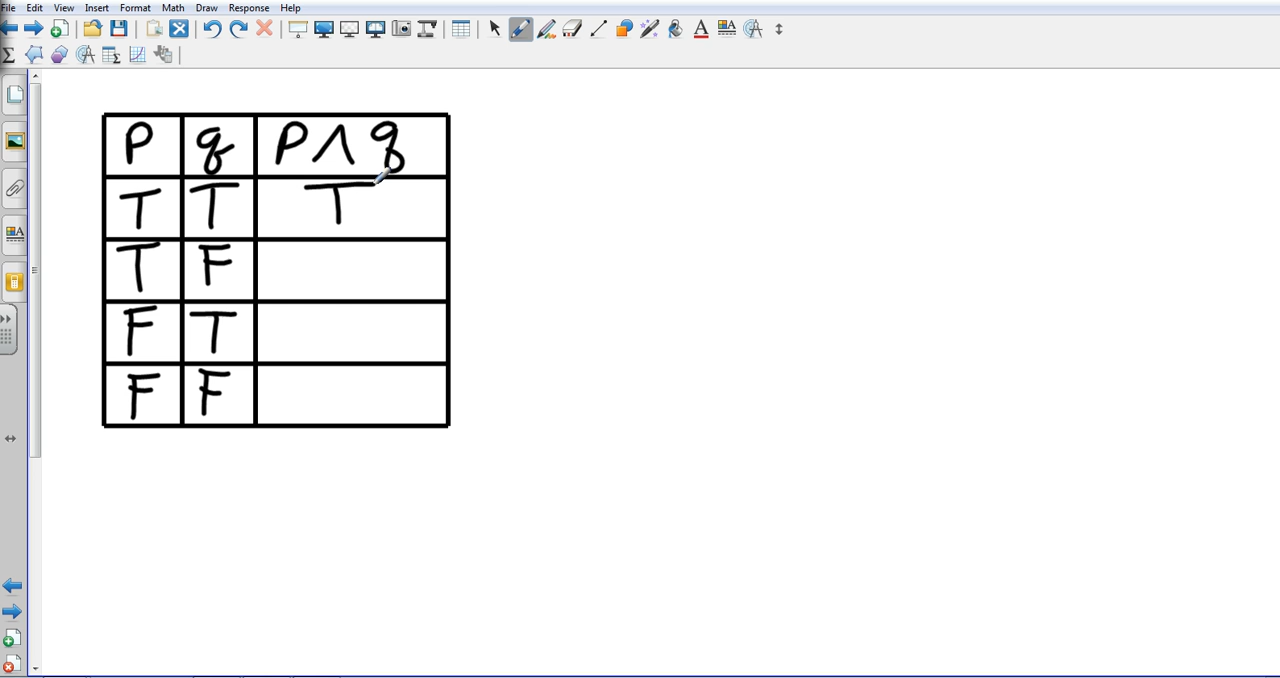 File Edit View Insert Format Math Draw Response Help
P q P ∧ q
T T T
T F
F T
F F